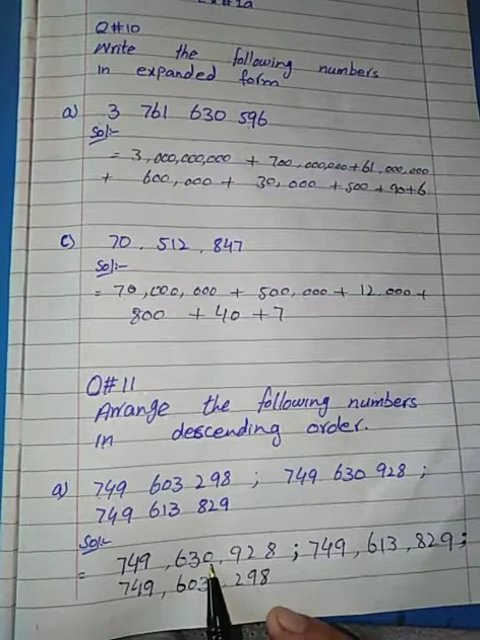 Q#10
Write the following numbers
in expanded form
a) 3 761 630 596
Sol:-
= 3,000,000,000 + 700,000,000+61,000,000
+ 600,000 + 30,000 +500+90+6
c) 70,512,847
Sol:-
= 70,000,000 + 500,000+ 12,000+
800 +40+7
Q#11
Arrange the following numbers
in descending order.
a) 749 603 298 ; 749 630 928 ;
749 613 829
Sol:-
= 749,630,928 ; 749,613,829;
749,603,298